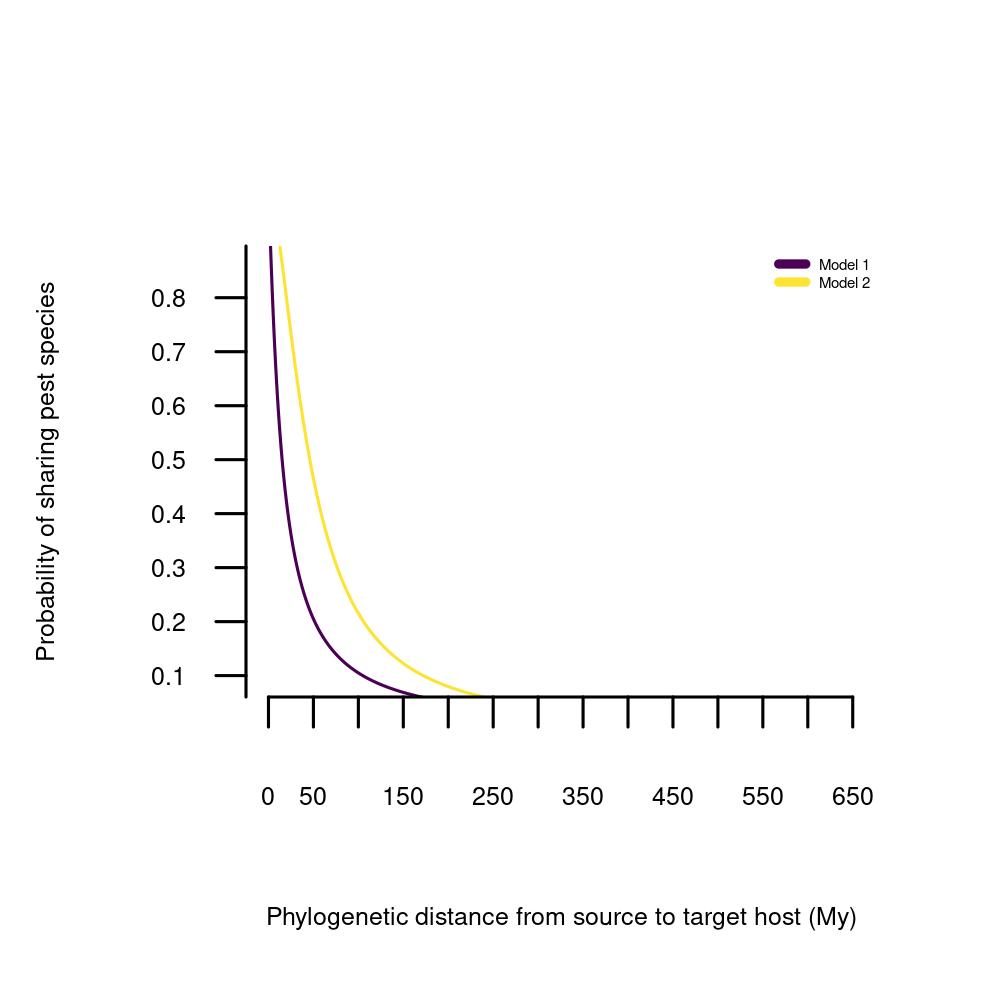 Probability of sharing pest species
0.8
0.7
0.6
0.5
0.4
0.3
0.2
0.1
Model 1
Model 2
0 50 150 250 350 450 550 650
Phylogenetic distance from source to target host (My)